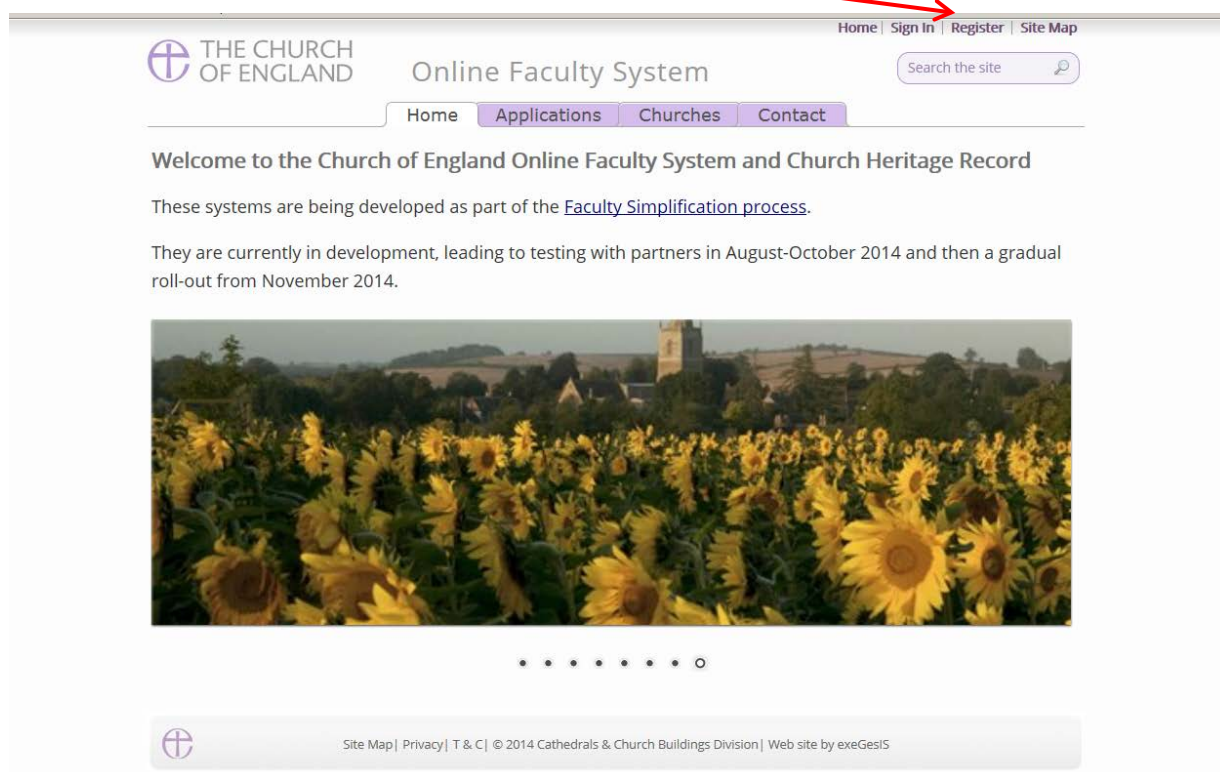 Home | Sign In | Register | Site Map
THE CHURCH
OF ENGLAND
Online Faculty System
Search the site
Home Applications Churches Contact
Welcome to the Church of England Online Faculty System and Church Heritage Record
These systems are being developed as part of the Faculty Simplification process.
They are currently in development, leading to testing with partners in August-October 2014 and then a gradual
roll-out from November 2014.
Site Map| Privacy| T & C| © 2014 Cathedrals & Church Buildings Division| Web site by exeGesIS